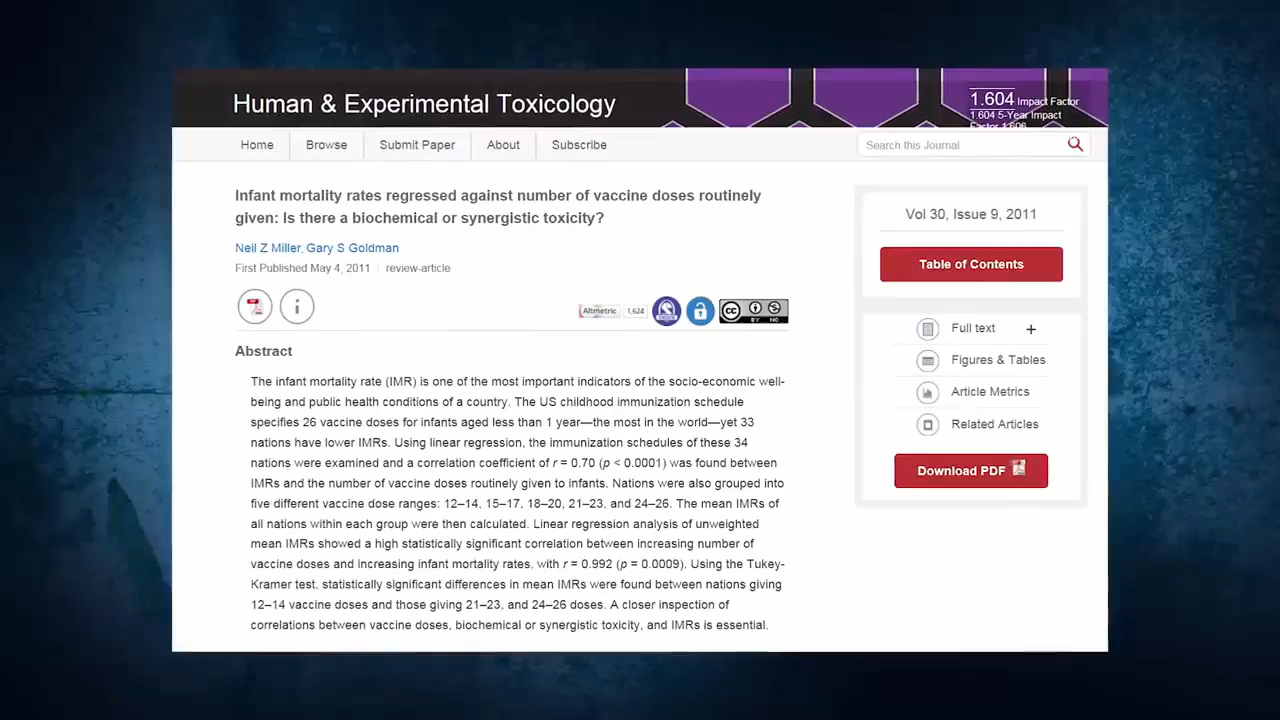 Human & Experimental Toxicology
1.604 Impact Factor
1.604 5-Year Impact
Factor 1.606
Home
Browse
Submit Paper
About
Subscribe
Search this Journal
Infant mortality rates regressed against number of vaccine doses routinely
given: Is there a biochemical or synergistic toxicity?
Neil Z Miller, Gary S Goldman
First Published May 4, 2011
review-article
Altmetric
1,624
CC
BY
NC
Abstract
The infant mortality rate (IMR) is one of the most important indicators of the socio-economic well-
being and public health conditions of a country. The US childhood immunization schedule
specifies 26 vaccine doses for infants aged less than 1 year—the most in the world—yet 33
nations have lower IMRs. Using linear regression, the immunization schedules of these 34
nations were examined and a correlation coefficient of r = 0.70 (p < 0.0001) was found between
IMRs and the number of vaccine doses routinely given to infants. Nations were also grouped into
five different vaccine dose ranges: 12–14, 15–17, 18–20, 21–23, and 24–26. The mean IMRs of
all nations within each group were then calculated. Linear regression analysis of unweighted
mean IMRs showed a high statistically significant correlation between increasing number of
vaccine doses and increasing infant mortality rates, with r = 0.992 (p = 0.0009). Using the Tukey-
Kramer test, statistically significant differences in mean IMRs were found between nations giving
12–14 vaccine doses and those giving 21–23, and 24–26 doses. A closer inspection of
correlations between vaccine doses, biochemical or synergistic toxicity, and IMRs is essential.
Vol 30, Issue 9, 2011
Table of Contents
Full text +
Figures & Tables
Article Metrics
Related Articles
Download PDF